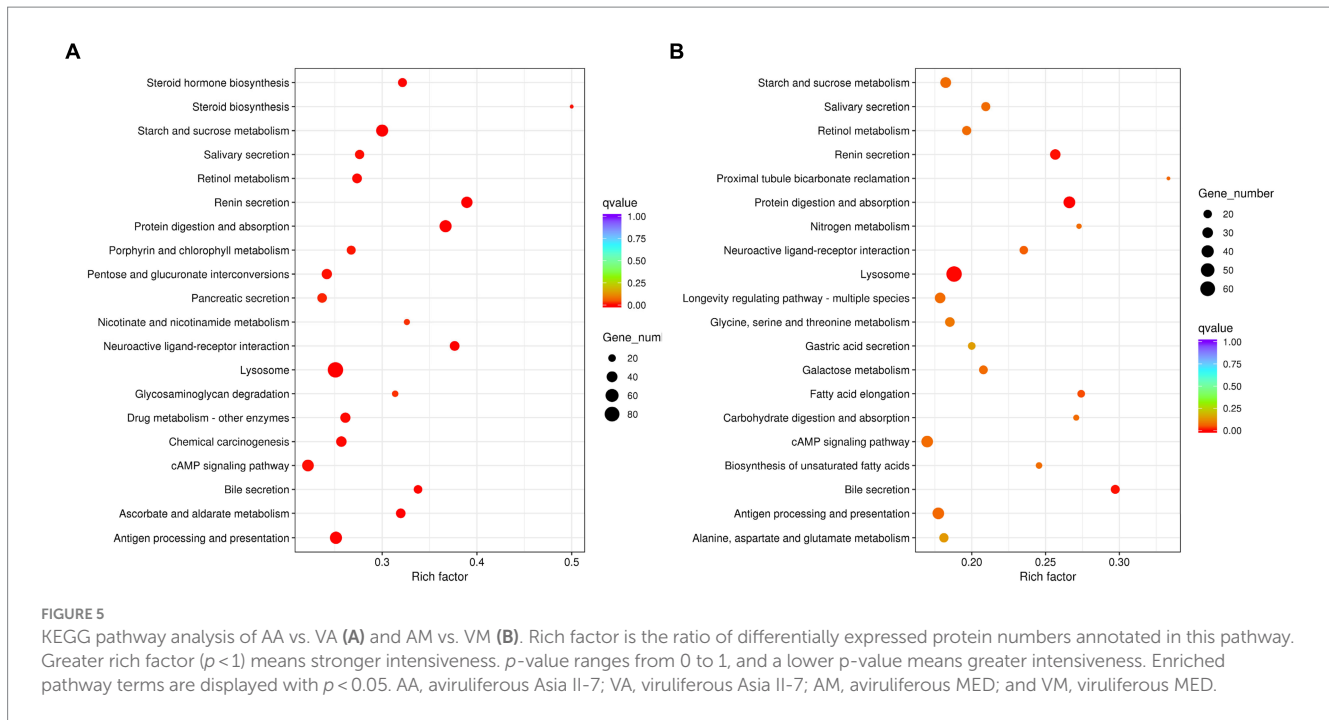 A
Steroid hormone biosynthesis
Steroid biosynthesis
Starch and sucrose metabolism
Salivary secretion
Retinol metabolism
Renin secretion
Protein digestion and absorption
Porphyrin and chlorophyll metabolism
Pentose and glucuronate interconversions
Pancreatic secretion
Nicotinate and nicotinamide metabolism
Neuroactive ligand-receptor interaction
Lysosome
Glycosaminoglycan degradation
Drug metabolism - other enzymes
Chemical carcinogenesis
cAMP signaling pathway
Bile secretion
Ascorbate and aldarate metabolism
Antigen processing and presentation
0.3 0.4 0.5
Rich factor
qvalue
1.00
0.75
0.50
0.25
0.00
Gene_numl
20
40
60
80
B
Starch and sucrose metabolism
Salivary secretion
Retinol metabolism
Renin secretion
Proximal tubule bicarbonate reclamation
Protein digestion and absorption
Nitrogen metabolism
Neuroactive ligand-receptor interaction
Lysosome
Longevity regulating pathway - multiple species
Glycine, serine and threonine metabolism
Gastric acid secretion
Galactose metabolism
Fatty acid elongation
Carbohydrate digestion and absorption
cAMP signaling pathway
Biosynthesis of unsaturated fatty acids
Bile secretion
Antigen processing and presentation
Alanine, aspartate and glutamate metabolism
0.20 0.25 0.30
Rich factor
Gene_number
20
30
40
50
60
qvalue
1.00
0.75
0.50
0.25
0.00
FIGURE 5
KEGG pathway analysis of AA vs. VA (A) and AM vs. VM (B). Rich factor is the ratio of differentially expressed protein numbers annotated in this pathway.
Greater rich factor (p < 1) means stronger intensiveness. p-value ranges from 0 to 1, and a lower p-value means greater intensiveness. Enriched
pathway terms are displayed with p < 0.05. AA, aviruliferous Asia II-7; VA, viruliferous Asia II-7; AM, aviruliferous MED; and VM, viruliferous MED.